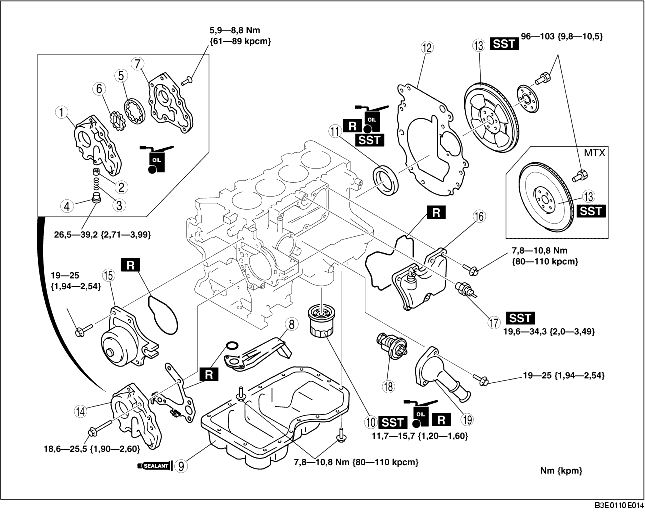 5,9—8,8 Nm
{61—89 kpcm}
96—103 {9,8—10,5}
13
SST
12
7
5
6
1
OIL
R
SST
11
OIL
MTX
13
SST
2
3
4
26,5—39,2 {2,71—3,99}
R
16
7,8—10,8 Nm
{80—110 kpcm}
19—25
{1,94—2,54}
15
R
17
SST
19,6—34,3 {2,0—3,49}
8
R
18
19—25 {1,94—2,54}
14
10
SST
OIL
R
19
11,7—15,7 {1,20—1,60}
18,6—25,5 {1,90—2,60}
SEALANT
9
7,8—10,8 Nm {80—110 kpcm}
Nm {kpm}
B3E0110E014